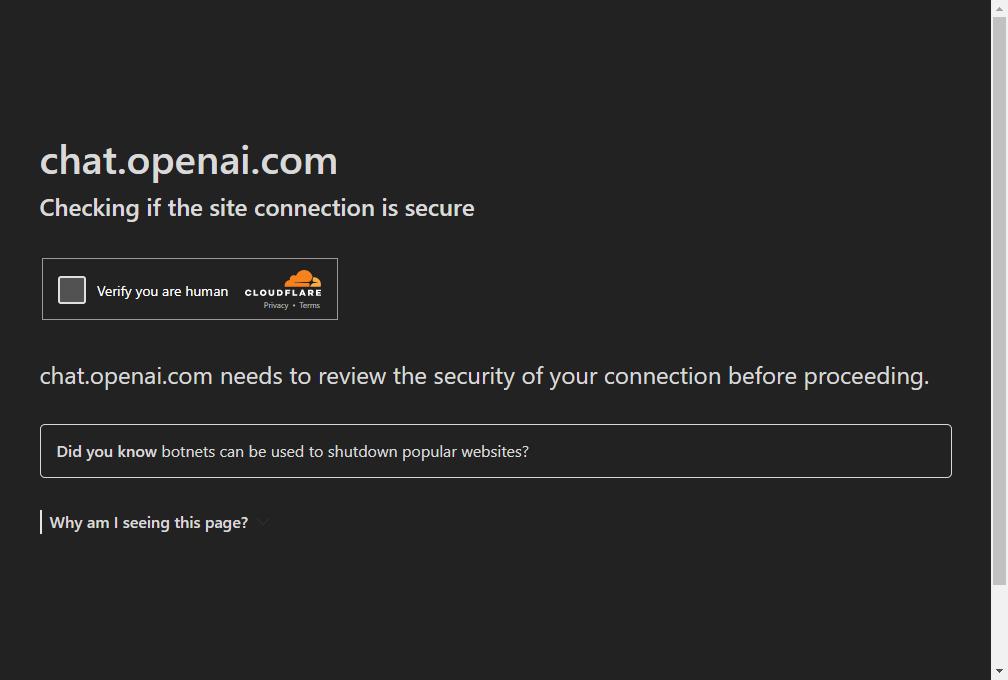 chat.openai.com
Checking if the site connection is secure
Verify you are human
CLOUDFLARE
Privacy • Terms
chat.openai.com needs to review the security of your connection before proceeding.
Did you know botnets can be used to shutdown popular websites?
Why am I seeing this page?